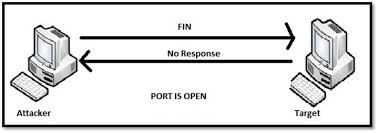 FIN
No Response
Attacker
PORT IS OPEN
Target